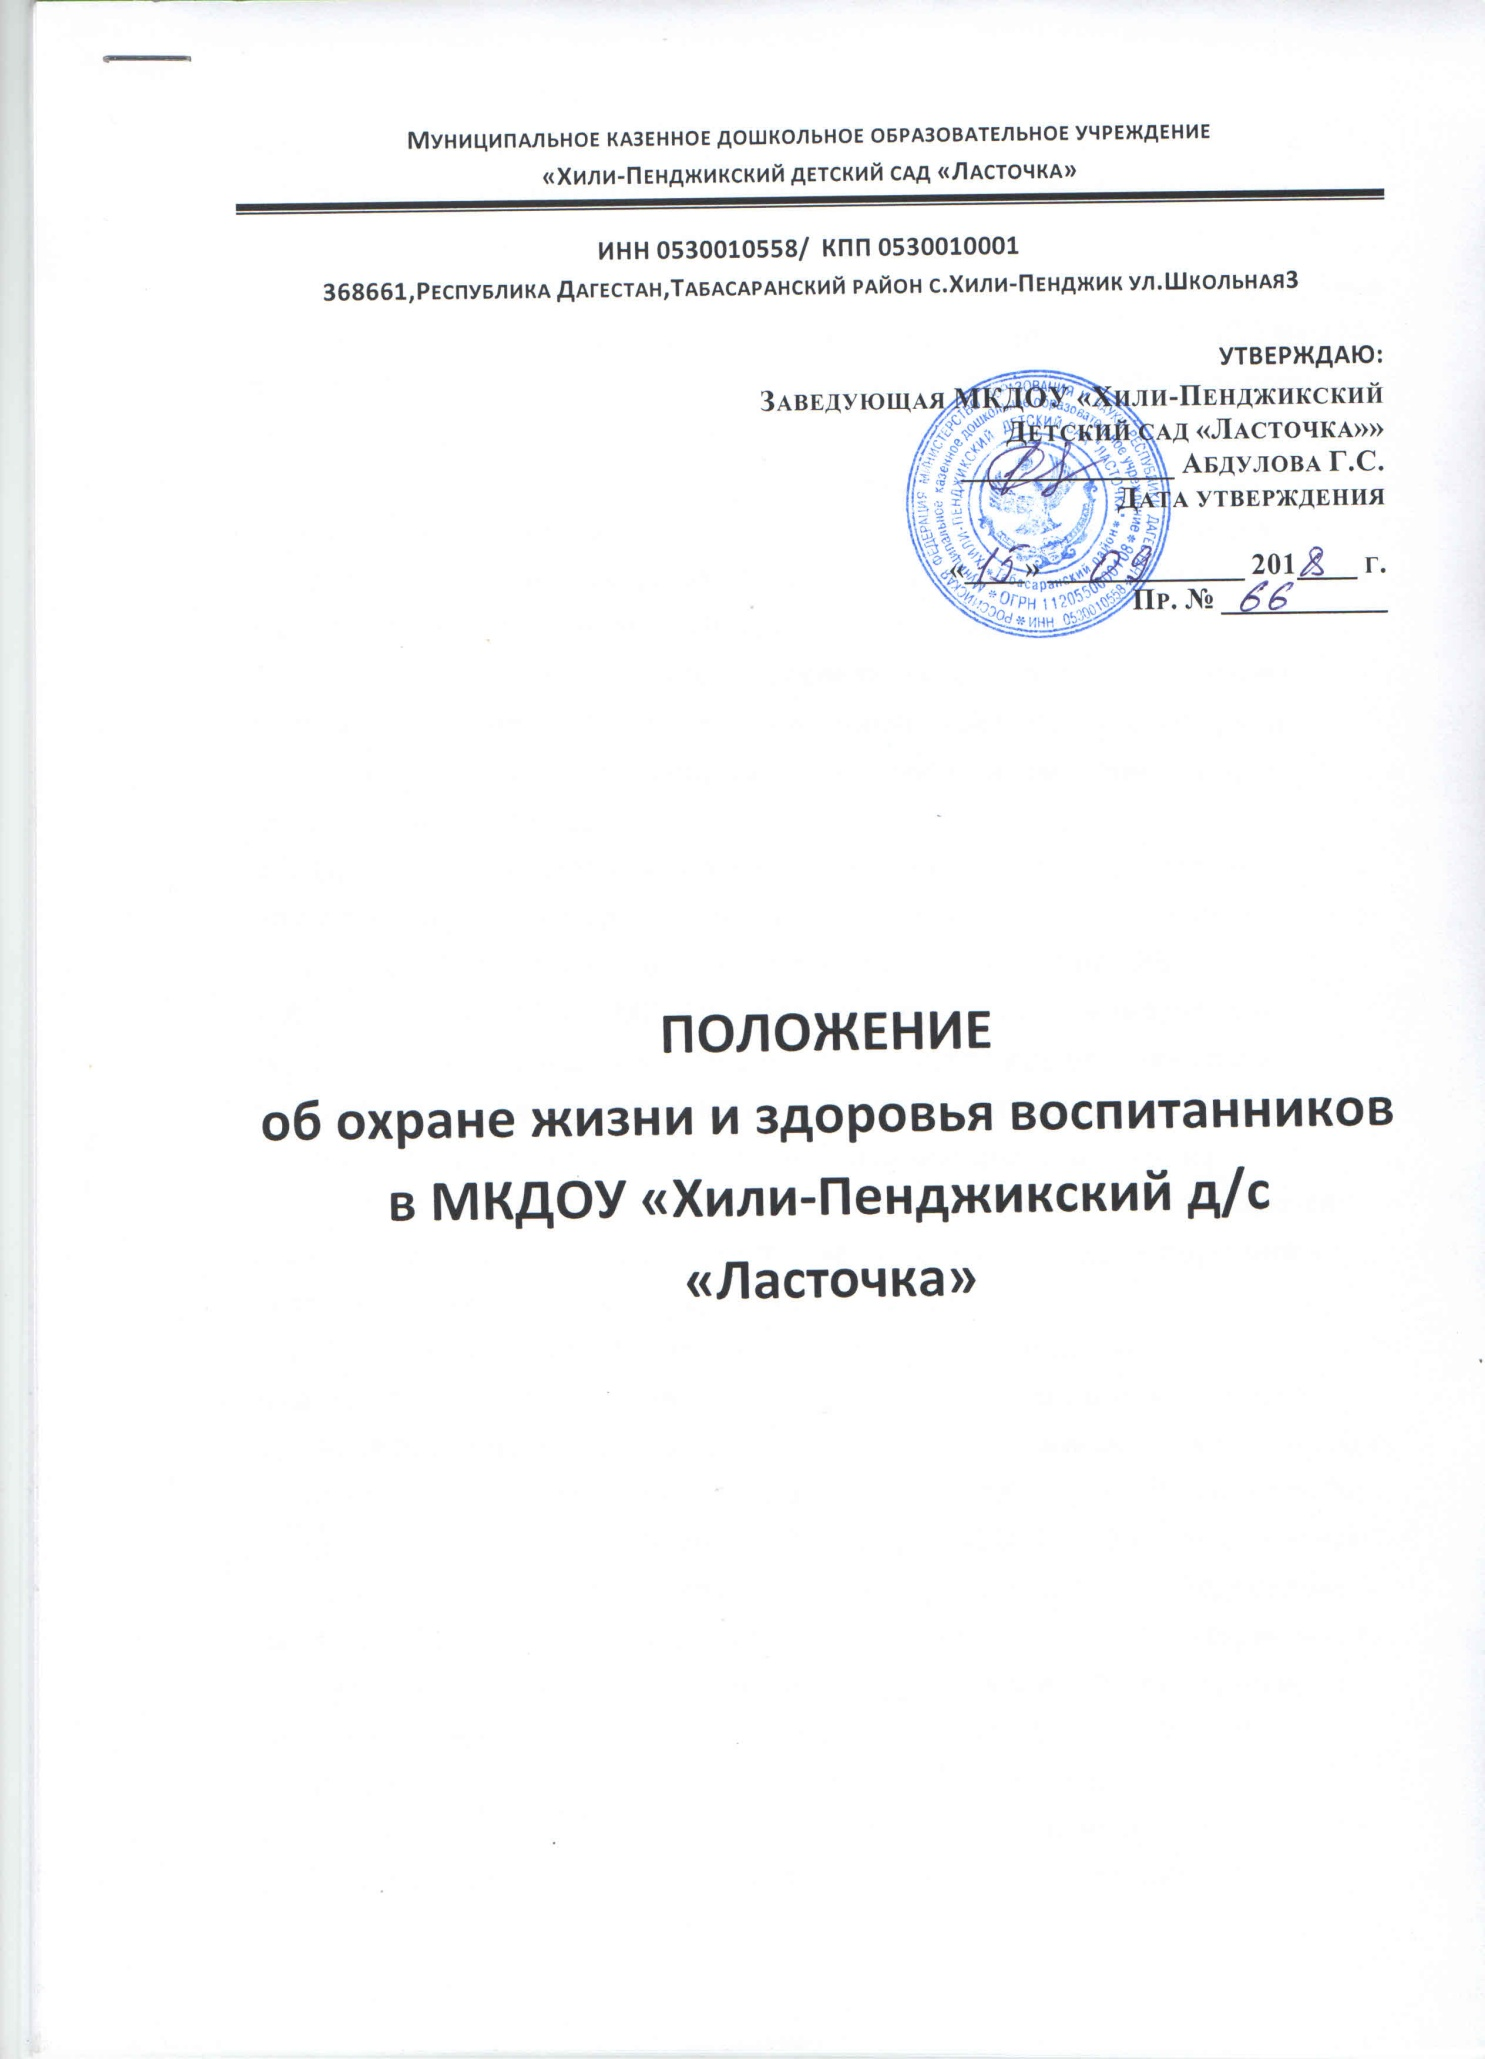 МУНИЦИПАЛЬНОЕ КАЗЕННОЕ ДОШКОЛЬНОЕ ОБРАЗОВАТЕЛЬНОЕ УЧРЕЖДЕНИЕ
«ХИЛИ-ПЕНДЖИКСКИЙ ДЕТСКИЙ САД «ЛАСТОЧКА»
ИНН 0530010558/ КПП 0530010001
368661,РЕСПУБЛИКА ДАГЕСТАН,ТАБАСАРАНСКИЙ РАЙОН С.ХИЛИ-ПЕНДЖИК УЛ.ШКОЛЬНАЯ3
УТВЕРЖДАЮ:
ЗАВЕДУЮЩАЯ МКДОУ «ХИЛИ-ПЕНДЖИКСКИЙ
ДЕТСКИЙ САД «ЛАСТОЧКА»»
АБДУЛОВА Г.С.
ДАТА УТВЕРЖДЕНИЯ
«15» 2018 Г.
ПР. № 66
ПОЛОЖЕНИЕ
об охране жизни и здоровья воспитанников
в МКДОУ «Хили-Пенджикский д/с
«Ласточка»